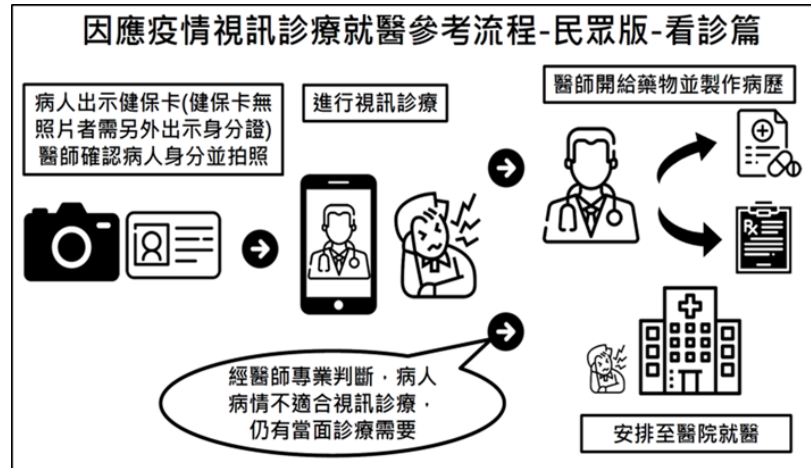 因應疫情視訊診療就醫參考流程-民眾版-看診篇
病人出示健保卡(健保卡無
照片者需另外出示身分證)
醫師確認病人身分並拍照
進行視訊診療
醫師開給藥物並製作病歷
Rx
經醫師專業判斷，病人
病情不適合視訊診療，
仍有當面診療需要
安排至醫院就醫